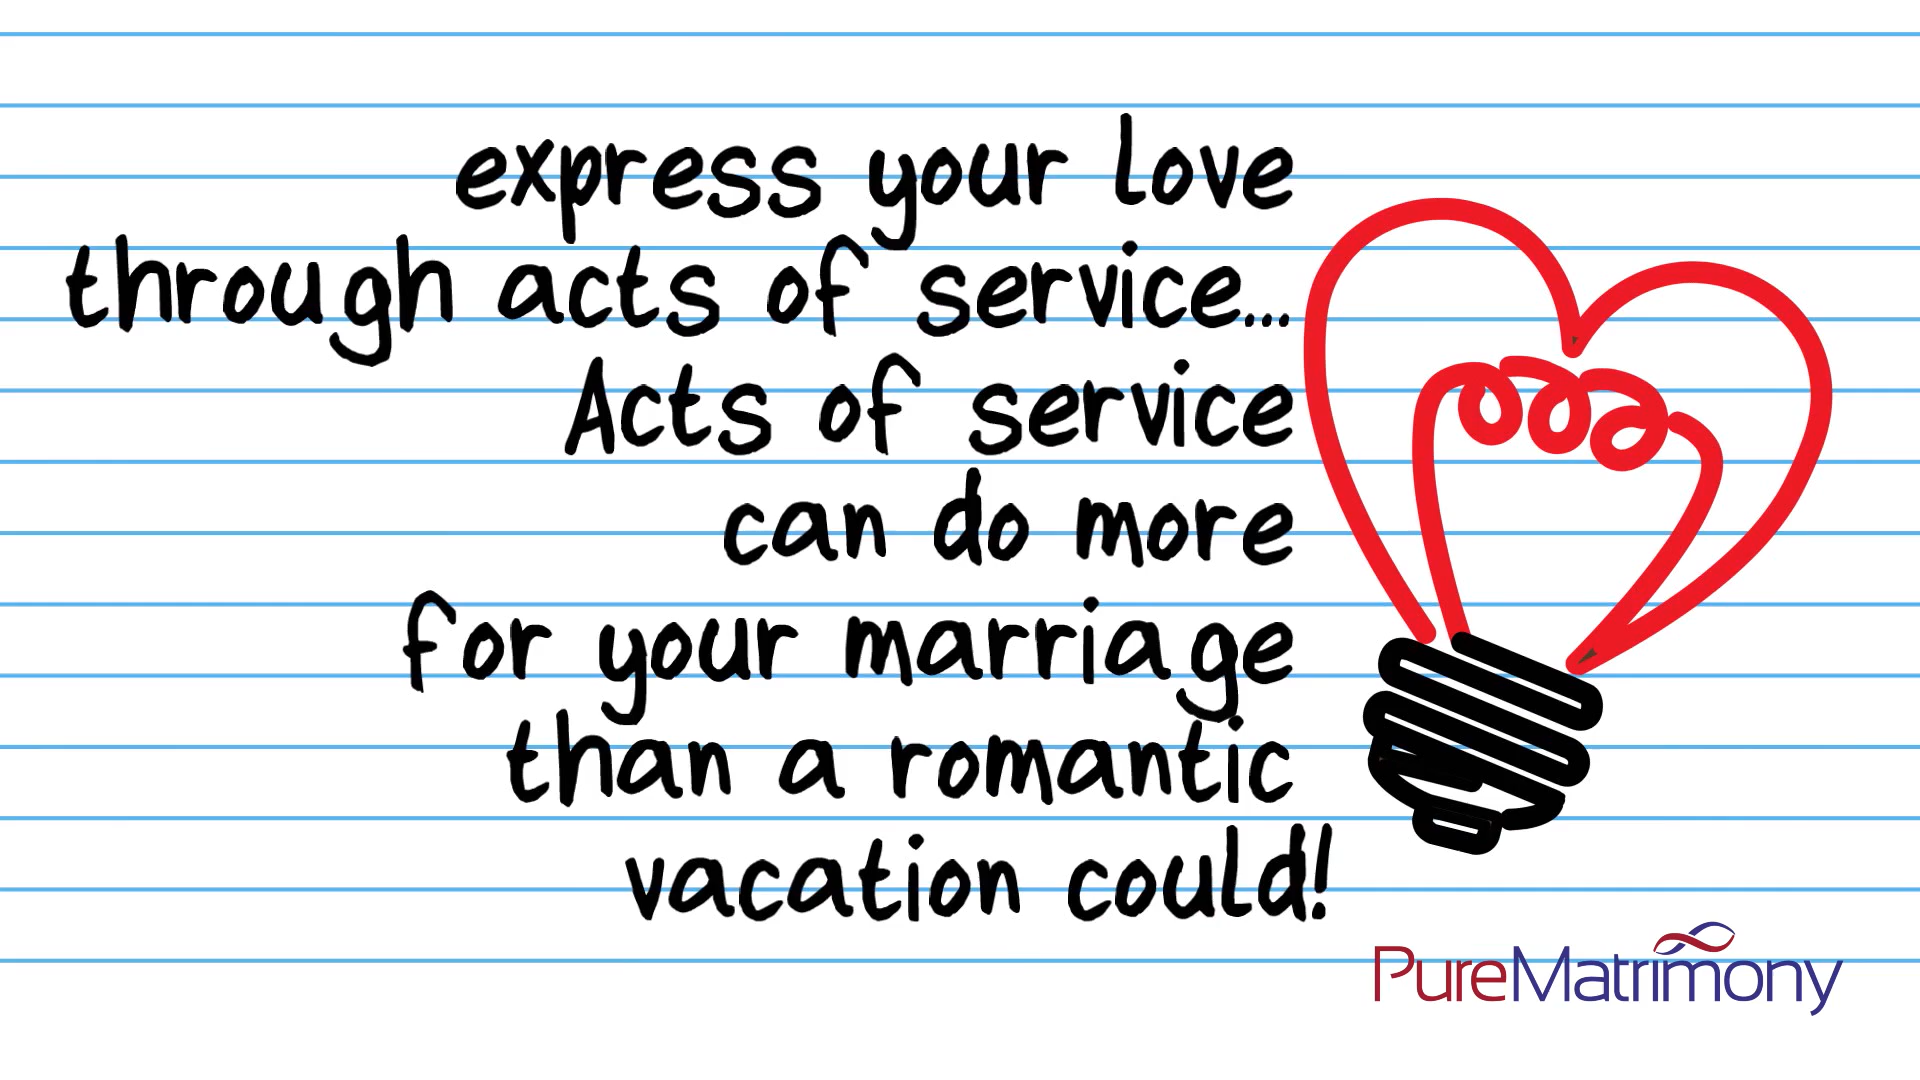 express your love
through acts of service...
Acts of service
can do more
for your marriage
than a romantic
vacation could!
PureMatrimony